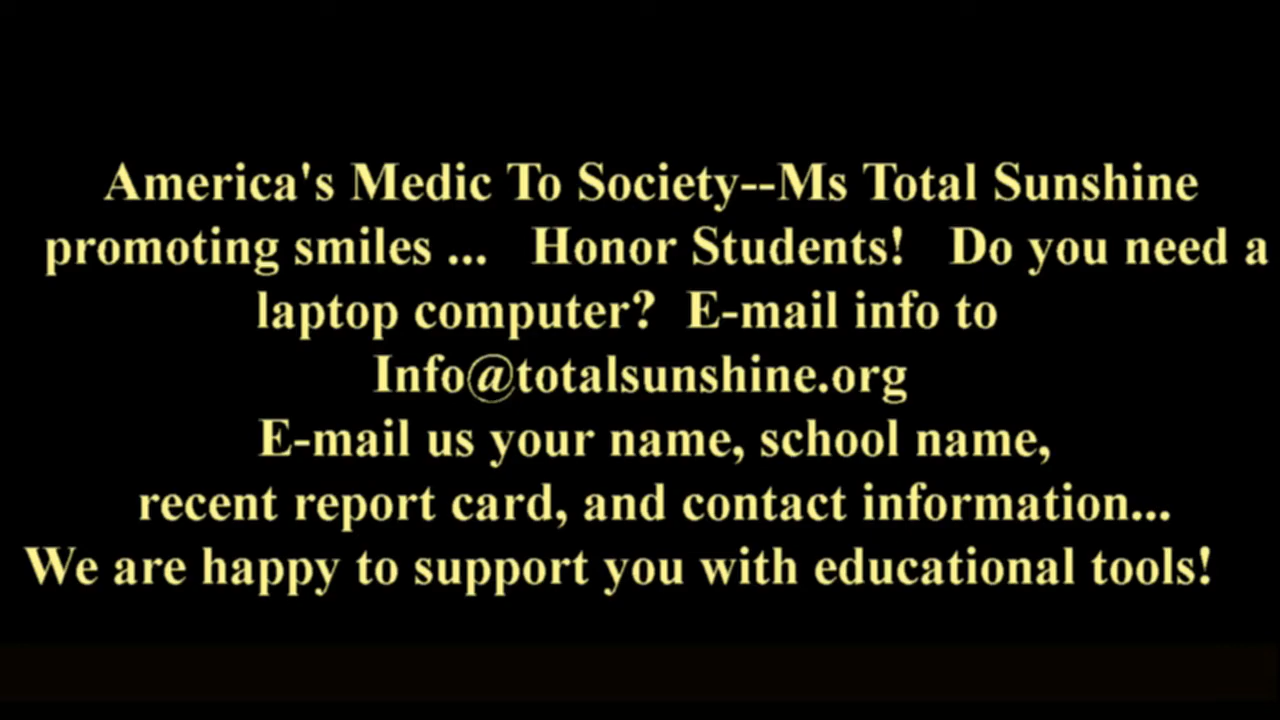 America's Medic To Society--Ms Total Sunshine
promoting smiles ... Honor Students! Do you need a
laptop computer? E-mail info to
Info@totalsunshine.org
E-mail us your name, school name,
recent report card, and contact information...
We are happy to support you with educational tools!